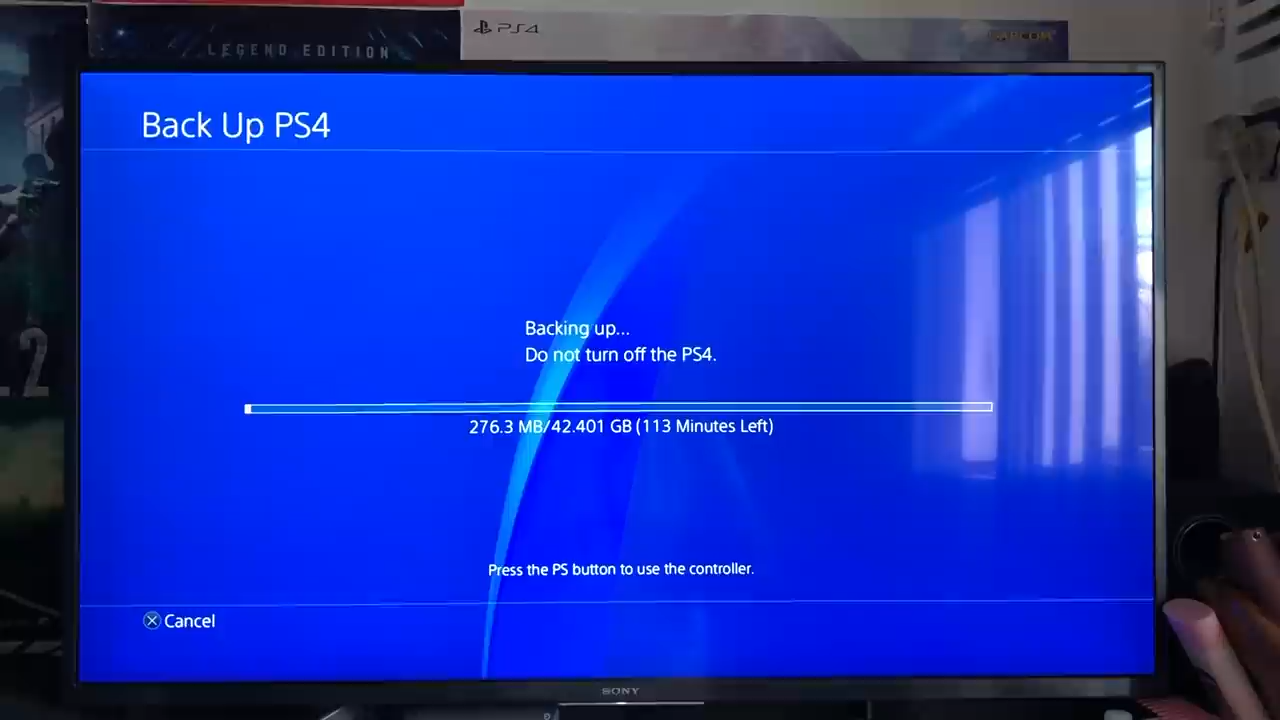 LEGEND EDITION
PS4
CAPCOM
Back Up PS4
2
Backing up...
Do not turn off the PS4.
276.3 MB/42.401 GB (113 Minutes Left)
Press the PS button to use the controller.
Cancel
SONY